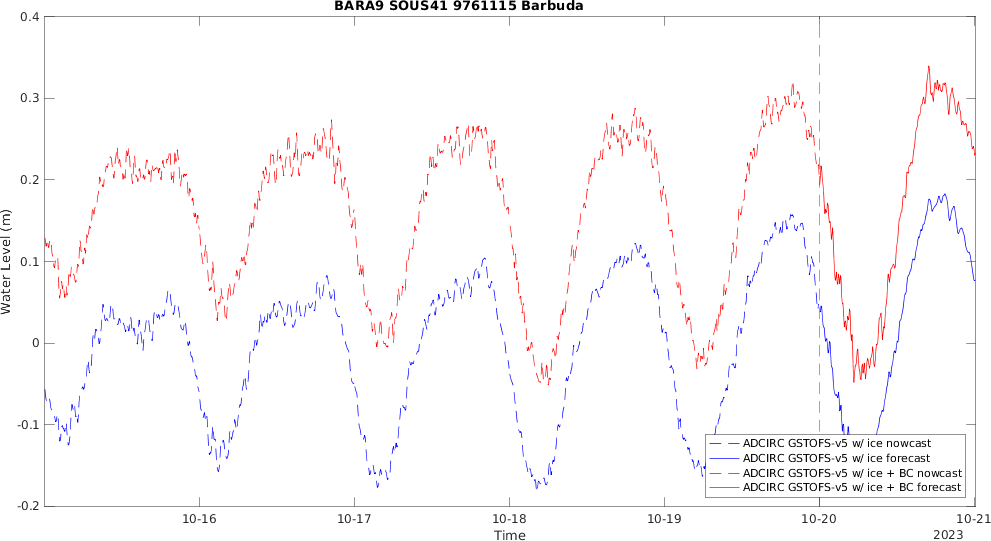 BARA9 SOUS41 9761115 Barbuda
0.4
0.3
0.2
0.1
0
-0.1
-0.2
Water Level (m)
ADCIRC GSTOFS-v5 w/ ice nowcast
ADCIRC GSTOFS-v5 w/ ice forecast
ADCIRC GSTOFS-v5 w/ ice + BC nowcast
ADCIRC GSTOFS-v5 w/ ice + BC forecast
10-16 10-17 10-18 10-19 10-20 10-21
Time
2023